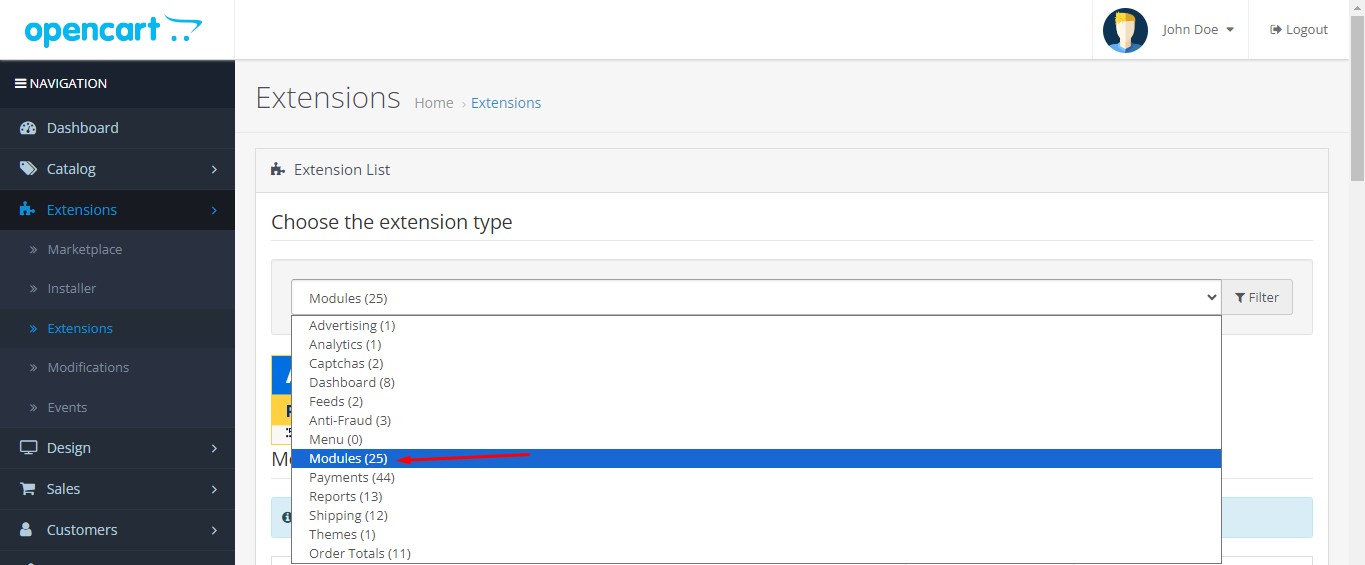 opencart
John Doe
Logout
NAVIGATION
Extensions
Home › Extensions
Dashboard
Catalog
Extension List
Extensions
Choose the extension type
Marketplace
Installer
Modules (25)
Filter
Extensions
Advertising (1)
Analytics (1)
Captchas (2)
Modifications
Dashboard (8)
Feeds (2)
Events
Anti-Fraud (3)
Menu (0)
Design
Modules (25)
Payments (44)
Sales
Reports (13)
Shipping (12)
Customers
Themes (1)
Order Totals (11)